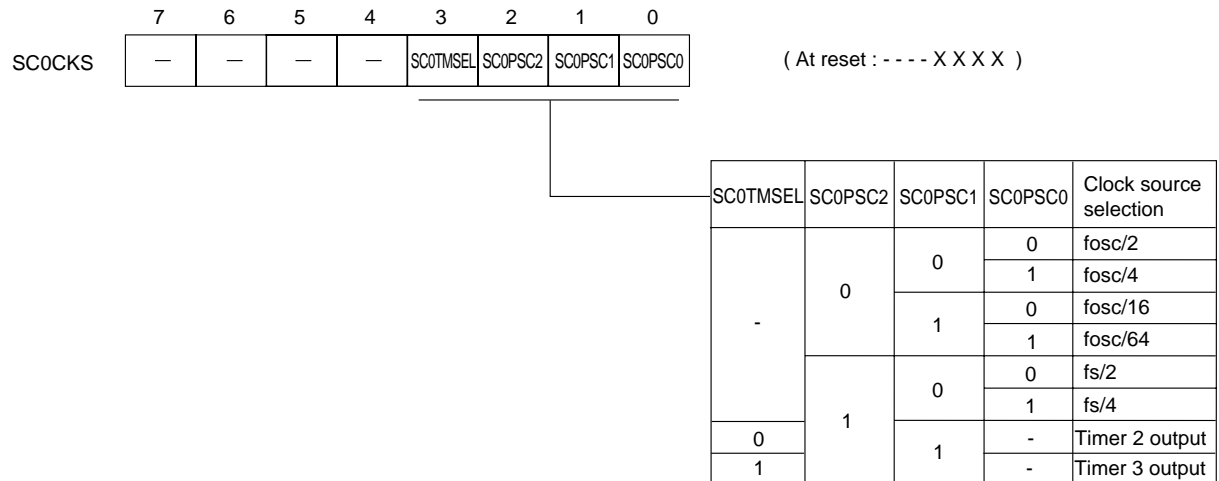 7 6 5 4 3 2 1 0
SC0CKS — — — — SC0TMSEL SC0PSC2 SC0PSC1 SC0PSC0 ( At reset : - - - - X X X X )
SC0TMSEL SC0PSC2 SC0PSC1 SC0PSC0 Clock source
selection
- 0 0 0 fosc/2
1 fosc/4
1 0 fosc/16
1 fosc/64
1 0 0 fs/2
1 fs/4
0 1 - Timer 2 output
1 - Timer 3 output